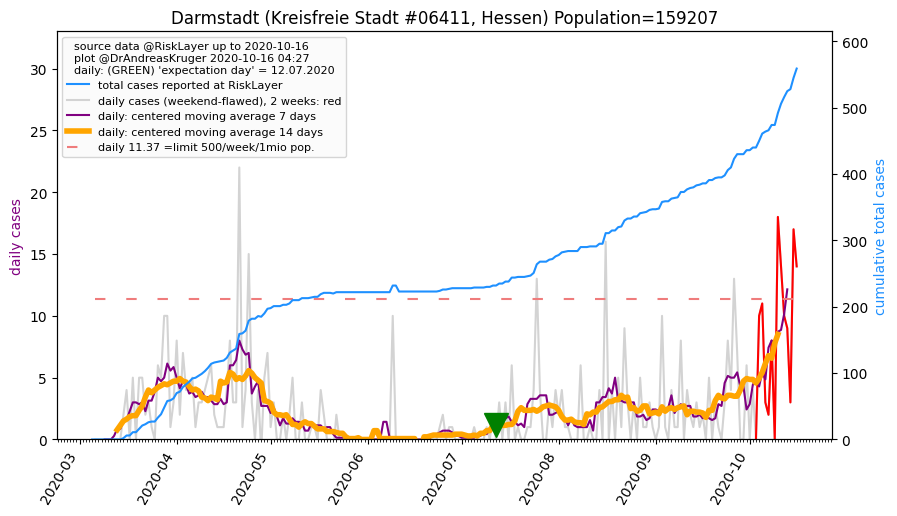 Darmstadt (Kreisfreie Stadt #06411, Hessen) Population=159207
source data @RiskLayer up to 2020-10-16
plot @DrAndreasKruger 2020-10-16 04:27
daily: (GREEN) 'expectation day' = 12.07.2020
total cases reported at RiskLayer
daily cases (weekend-flawed), 2 weeks: red
daily: centered moving average 7 days
daily: centered moving average 14 days
daily 11.37 =limit 500/week/1mio pop.
daily cases
30
25
20
15
10
5
0
600
500
400
300
200
100
0
cumulative total cases
2020-03
2020-04
2020-05
2020-06
2020-07
2020-08
2020-09
2020-10